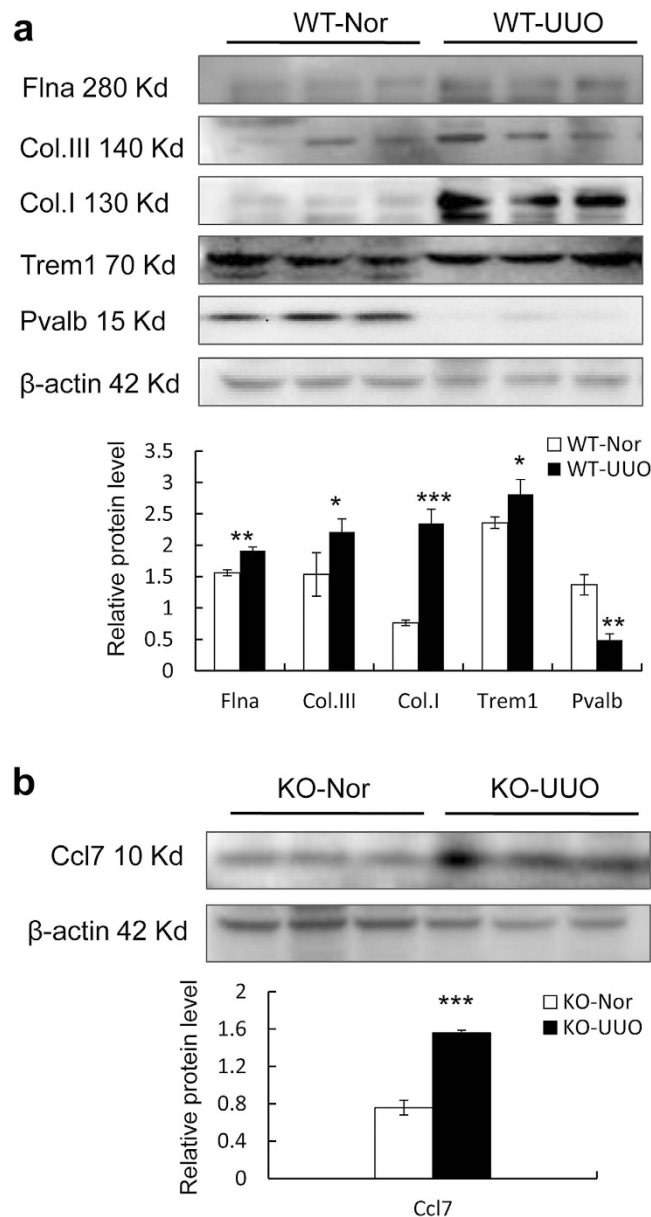 a
WT-Nor WT-UUO
Flna 280 Kd
Col.III 140 Kd
Col.I 130 Kd
Trem1 70 Kd
Pvalb 15 Kd
β-actin 42 Kd
Relative protein level
3.5
3
2.5
2
1.5
1
0.5
0
WT-Nor
WT-UUO
**
*
***
*
**
Flna Col.III Col.I Trem1 Pvalb
b
KO-Nor KO-UUO
Ccl7 10 Kd
β-actin 42 Kd
Relative protein level
2
1.6
1.2
0.8
0.4
0
***
KO-Nor
KO-UUO
Ccl7